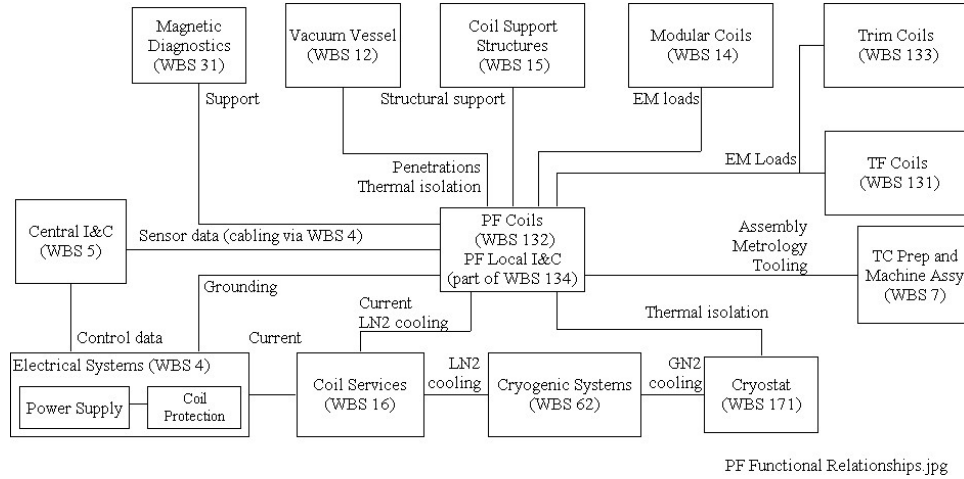 Magnetic
Diagnostics
(WBS 31)
Vacuum Vessel
(WBS 12)
Coil Support
Structures
(WBS 15)
Modular Coils
(WBS 14)
Trim Coils
(WBS 133)
Support
Structural support
EM loads
Penetrations
Thermal isolation
EM Loads
TF Coils
(WBS 131)
Central I&C
(WBS 5)
Sensor data (cabling via WBS 4)
PF Coils
(WBS 132)
PF Local I&C
(part of WBS 134)
Assembly
Metrology
Tooling
TC Prep and
Machine Assy
(WBS 7)
Grounding
Current
LN2 cooling
Thermal isolation
Control data
Current
Electrical Systems (WBS 4)
Power Supply
Coil
Protection
Coil Services
(WBS 16)
LN2
cooling
Cryogenic Systems
(WBS 62)
GN2
cooling
Cryostat
(WBS 171)
PF Functional Relationships.jpg